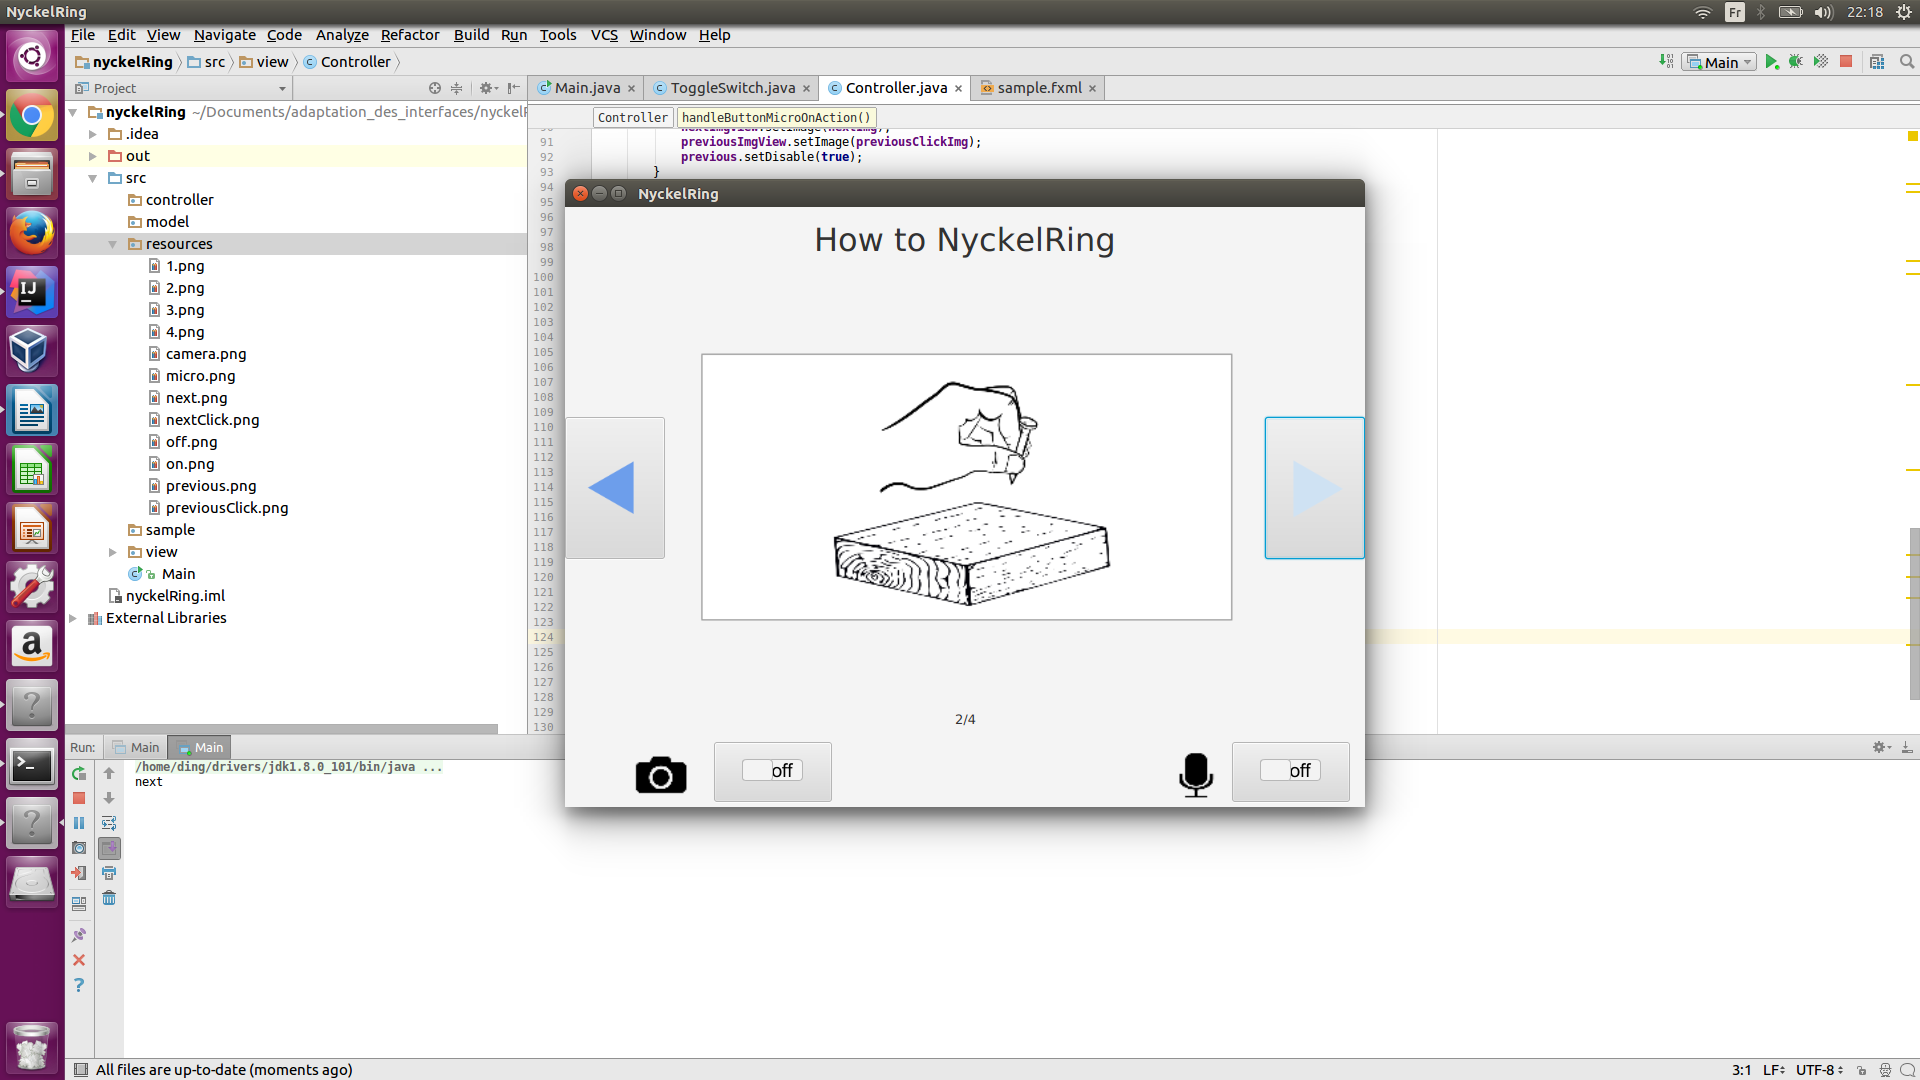 NyckelRing
Fr
22:18
File Edit View Navigate Code Analyze Refactor Build Run Tools VCS Window Help
nyckelRing src view Controller
Main
Project
Main.java ToggleSwitch.java Controller.java sample.fxml
Controller handleButtonMicroOnAction()
nyckelRing ~/Documents/adaptation_des_interfaces/nyckelR
.idea
out
src
controller
model
resources
1.png
2.png
3.png
4.png
camera.png
micro.png
next.png
nextClick.png
off.png
on.png
previous.png
previousClick.png
sample
view
Main
nyckelRing.iml
External Libraries
90 nextImgView.setImage(nextImg);
91 previousImgView.setImage(previousClickImg);
92 previous.setDisable(true);
93 }
94
95
96
97
98
99
100
101
102
103
104
105
106
107
108
109
110
111
112
113
114
115
116
117
118
119
120
121
122
123
124
125
126
127
128
129
130
NyckelRing
How to NyckelRing
2/4
off
off
Run: Main Main
/home/ding/drivers/jdk1.8.0_101/bin/java ...
next
All files are up-to-date (moments ago)
3:1 LF UTF-8